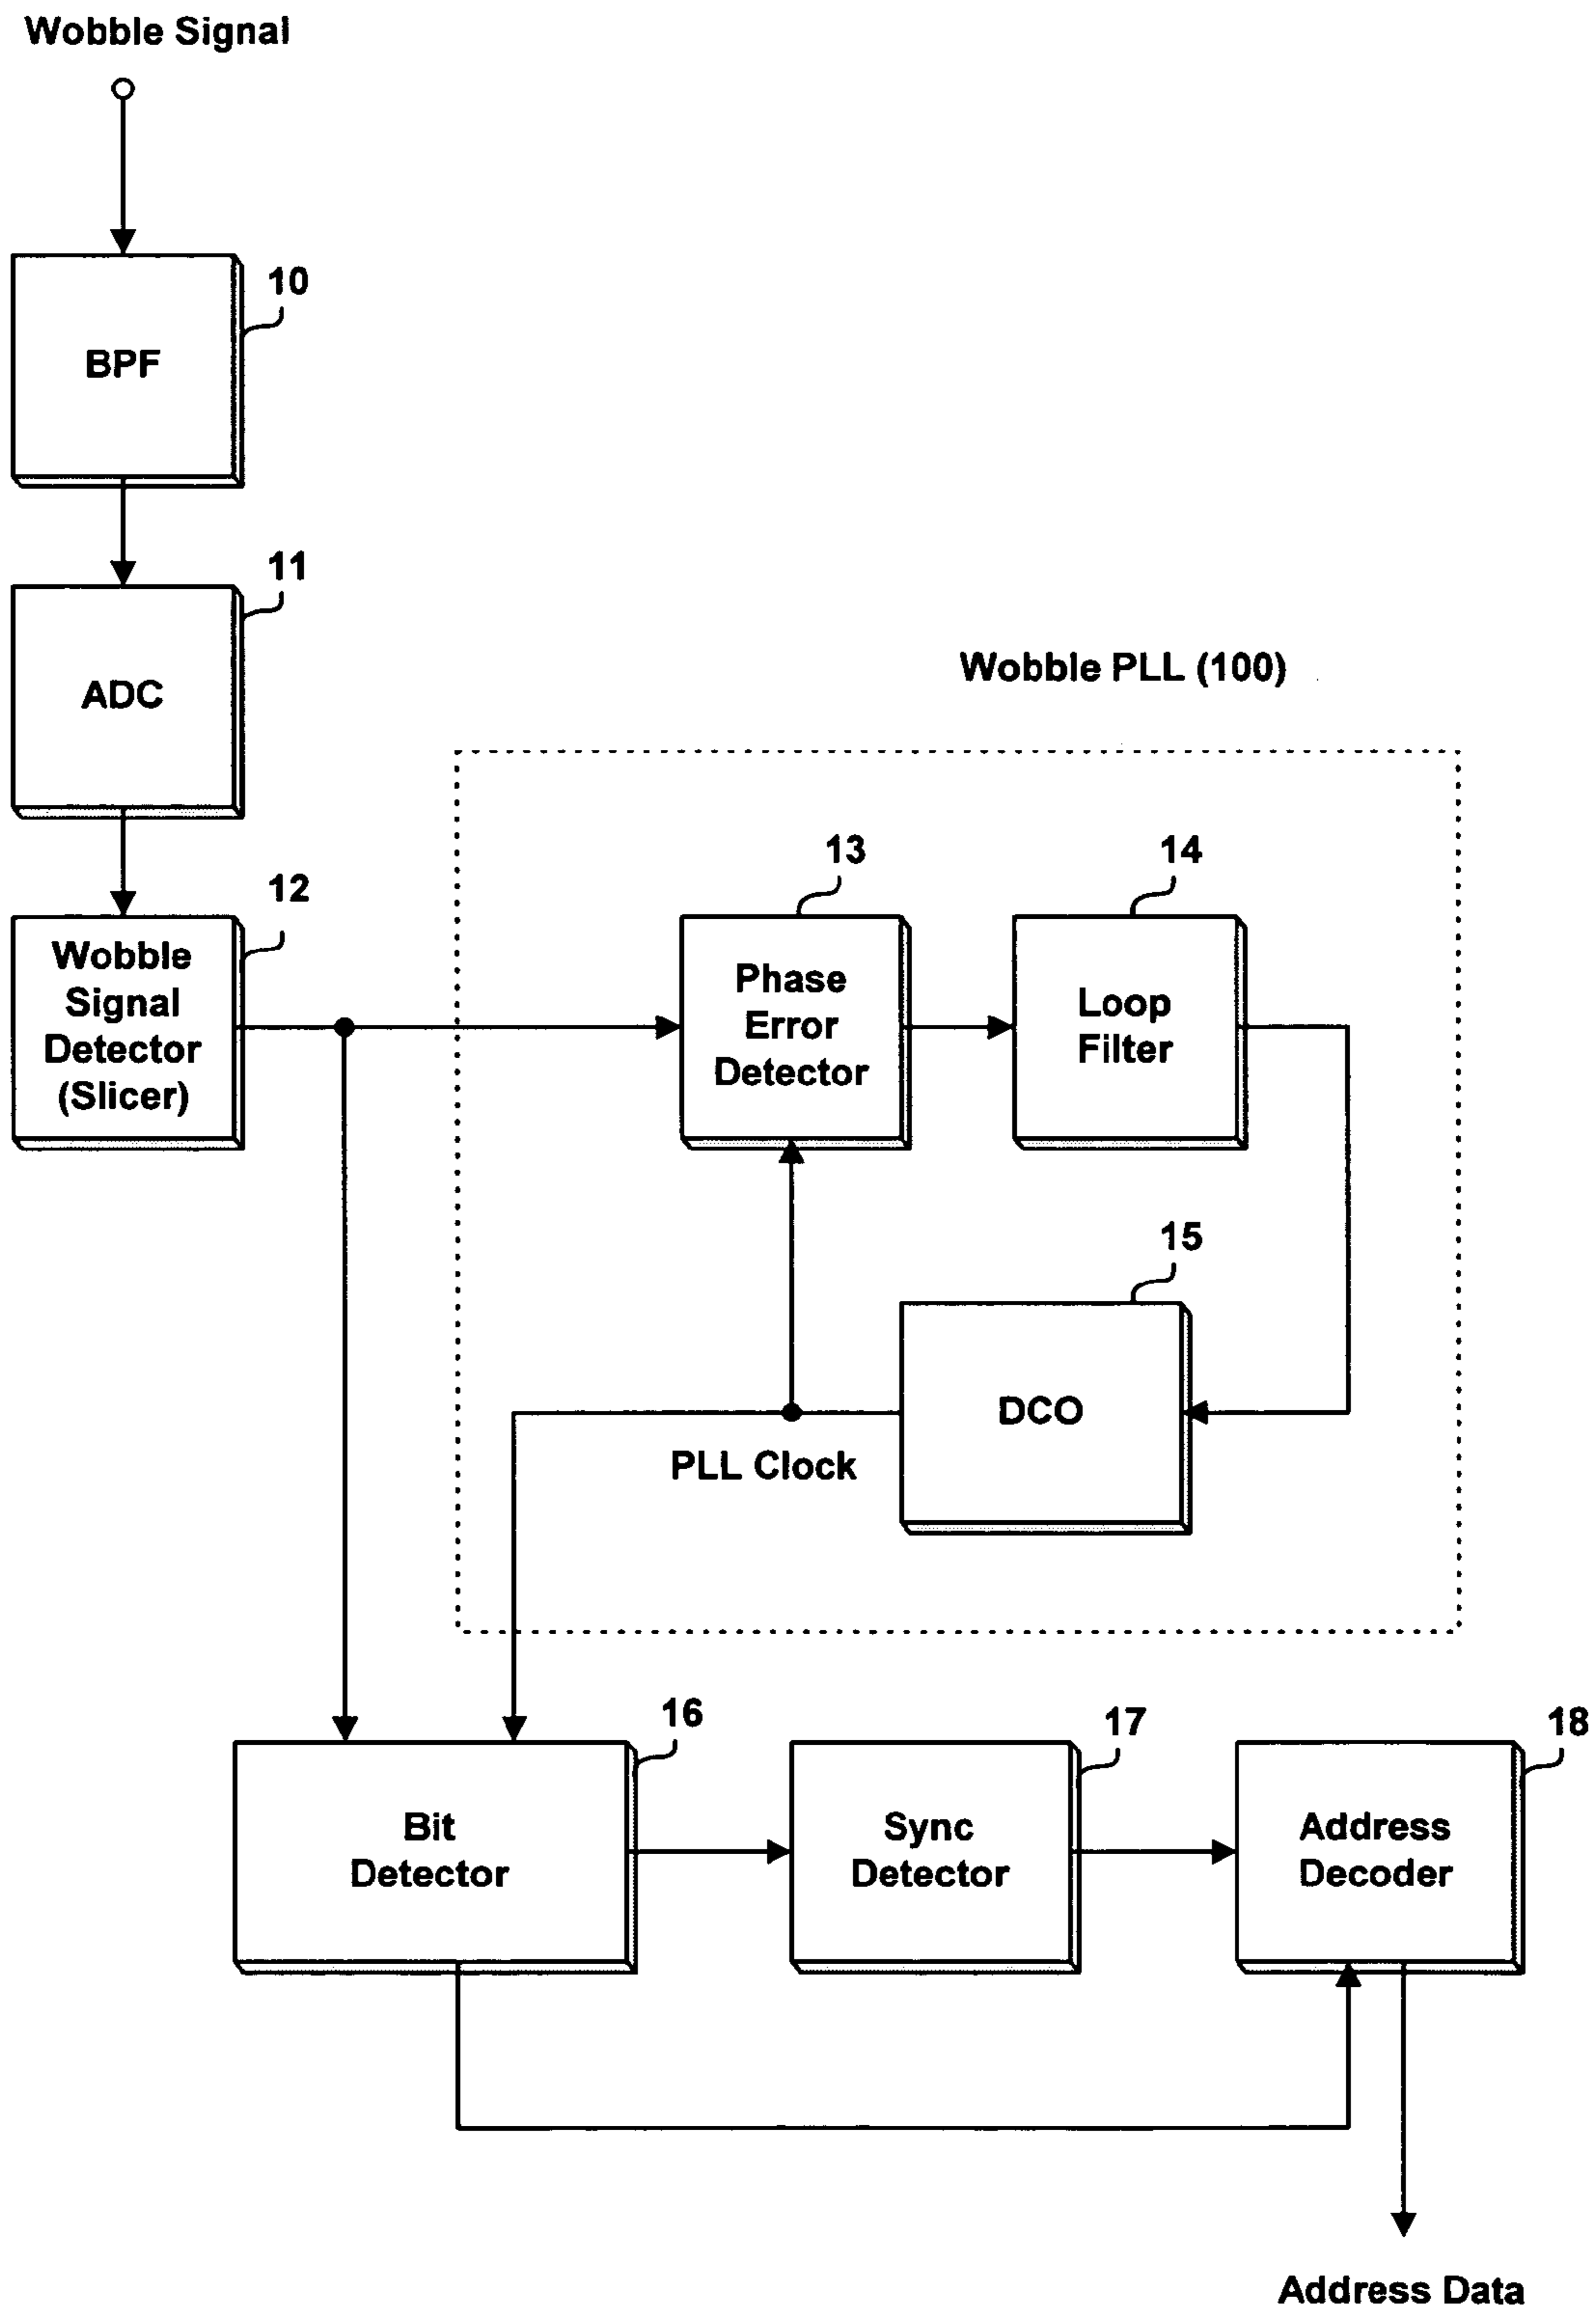 Wobble Signal
10
BPF
11
ADC
Wobble PLL (100)
12
Wobble
Signal
Detector
(Slicer)
13
Phase
Error
Detector
14
Loop
Filter
15
DCO
PLL Clock
16
Bit
Detector
17
Sync
Detector
18
Address
Decoder
Address Data